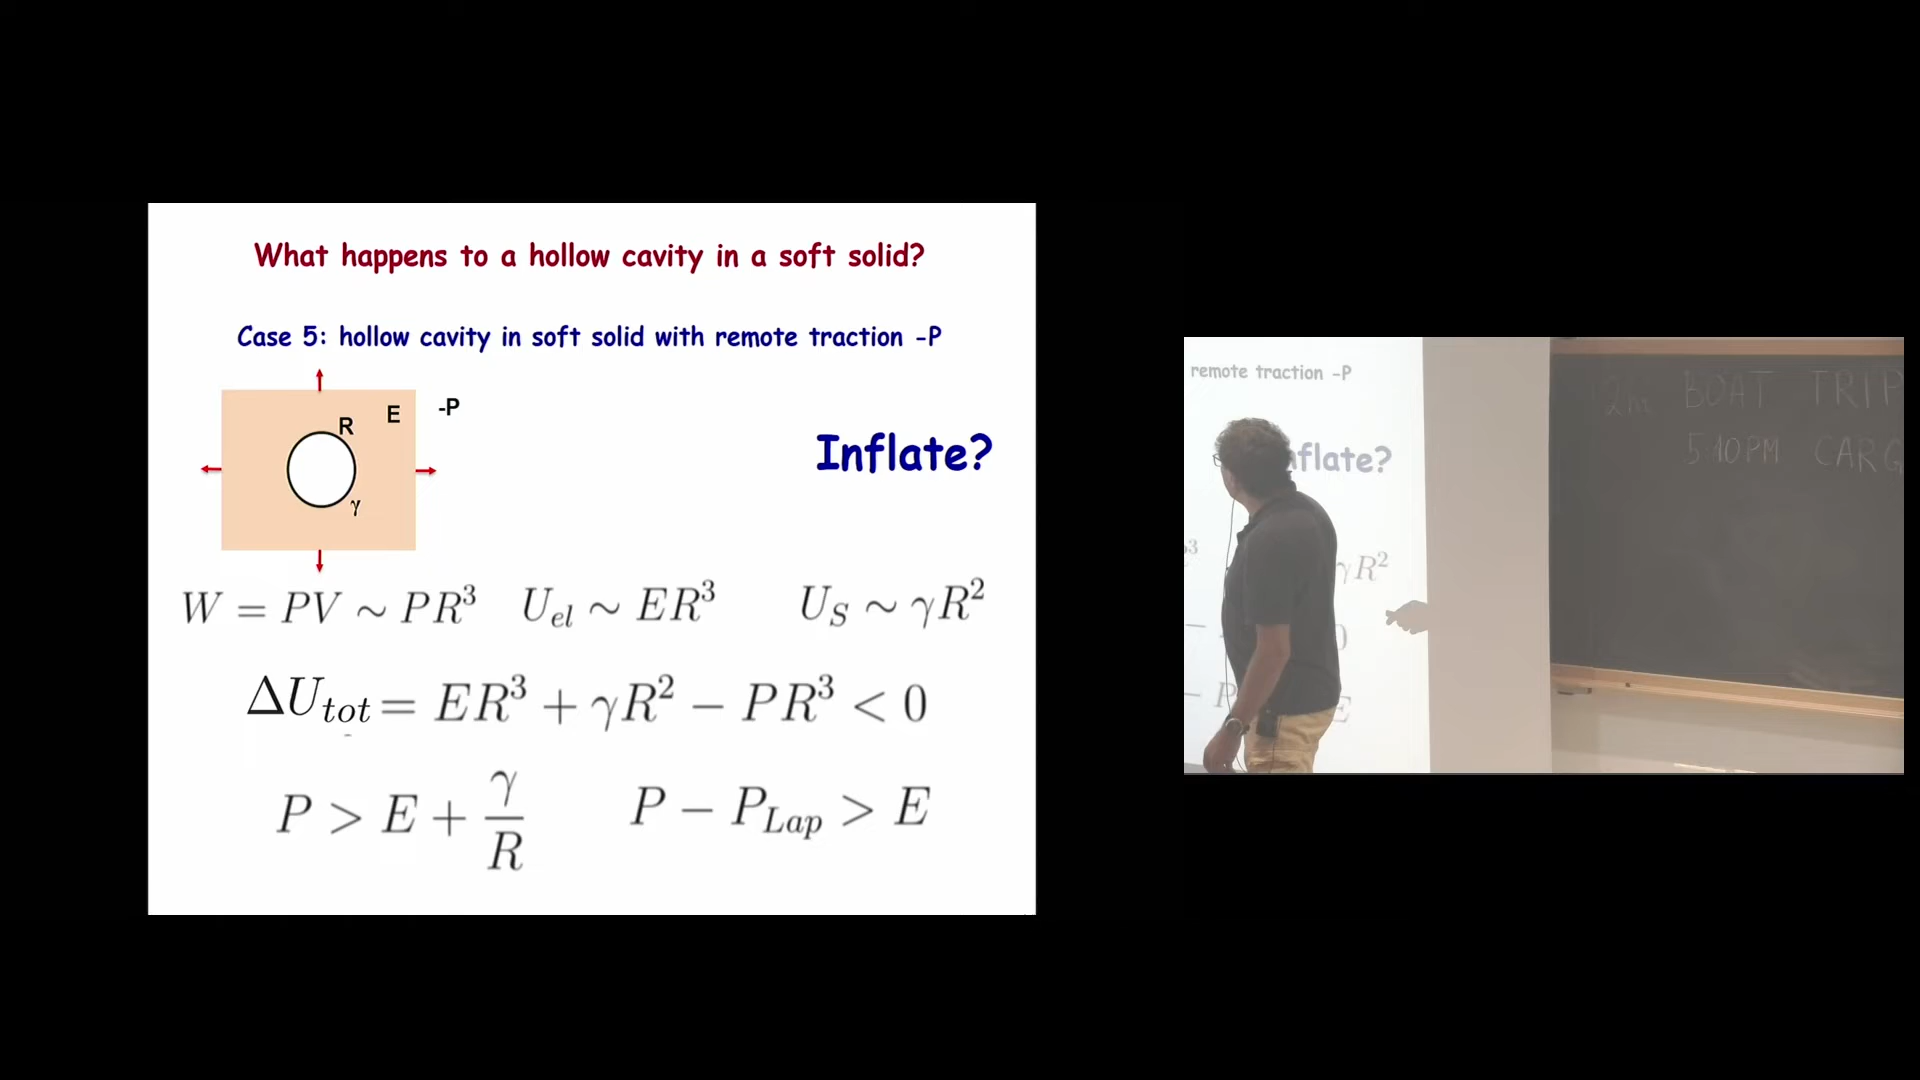 What happens to a hollow cavity in a soft solid?
Case 5: hollow cavity in soft solid with remote traction -P
R E -P
γ
Inflate?
W = PV ∼ PR³ U_el ∼ ER³ U_S ∼ γR²
ΔU_tot = ER³ + γR² − PR³ < 0
P > E + γ/R P − P_Lap > E
remote traction -P
flate?
γR²
BOAT TRIP
5:10PM CARG